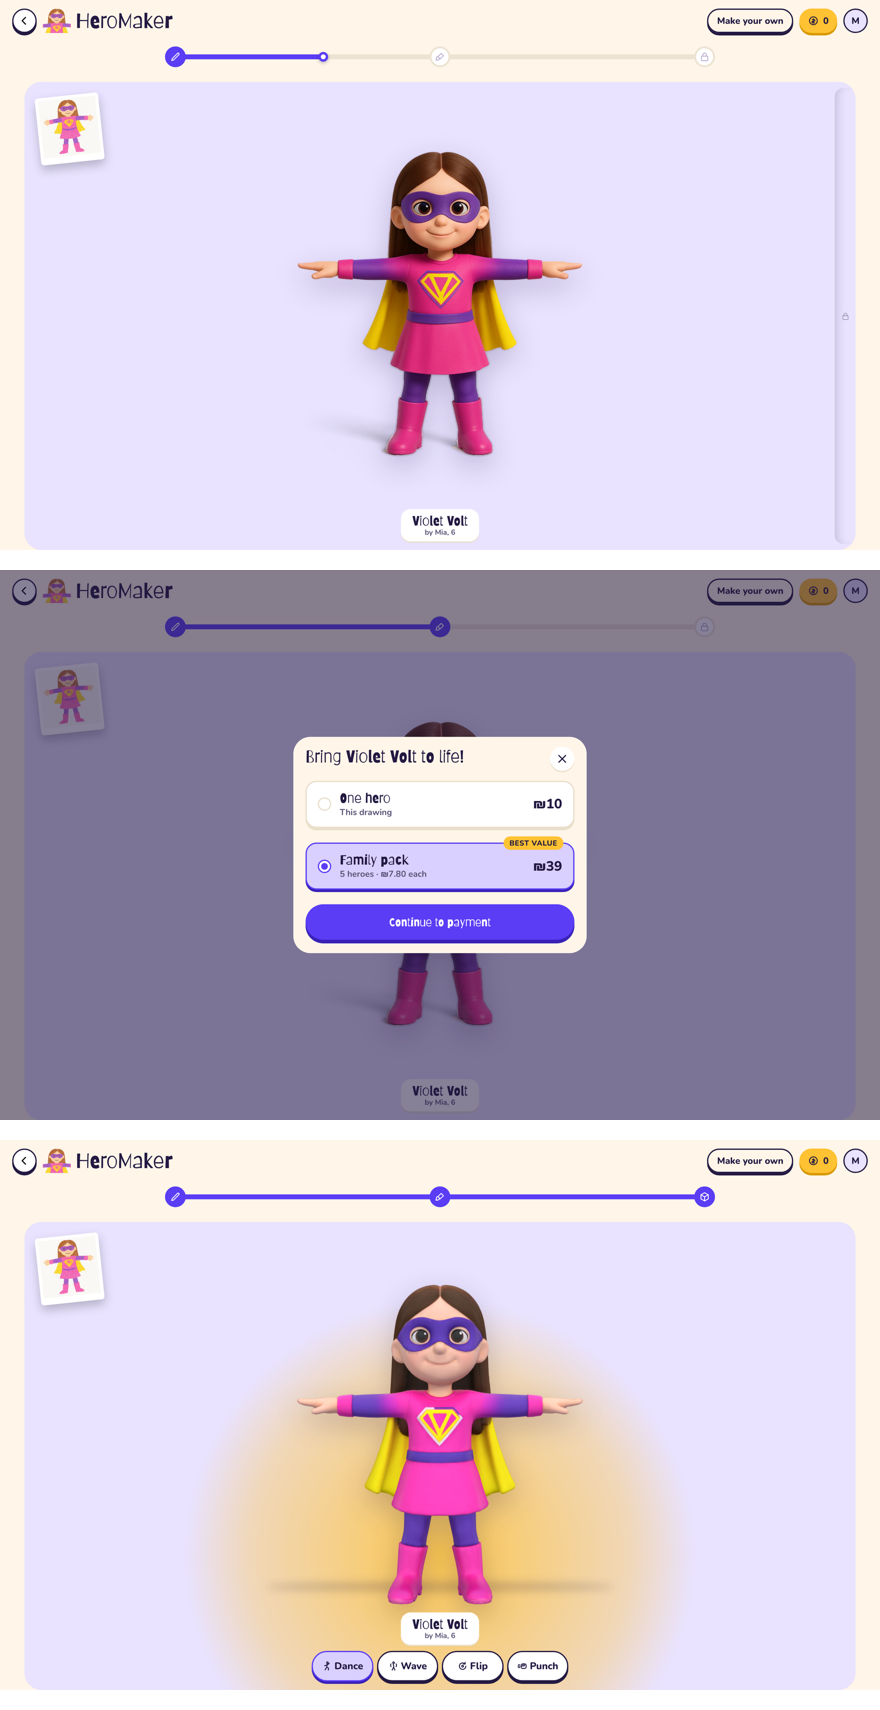 HeroMaker
Make your own
0
M
Violet Volt
by Mia, 6
HeroMaker
Make your own
0
M
Bring Violet Volt to life!
One hero
This drawing
₪10
BEST VALUE
Family pack
5 heroes · ₪7.80 each
₪39
Continue to payment
Violet Volt
by Mia, 6
HeroMaker
Make your own
0
M
Violet Volt
by Mia, 6
Dance
Wave
Flip
Punch